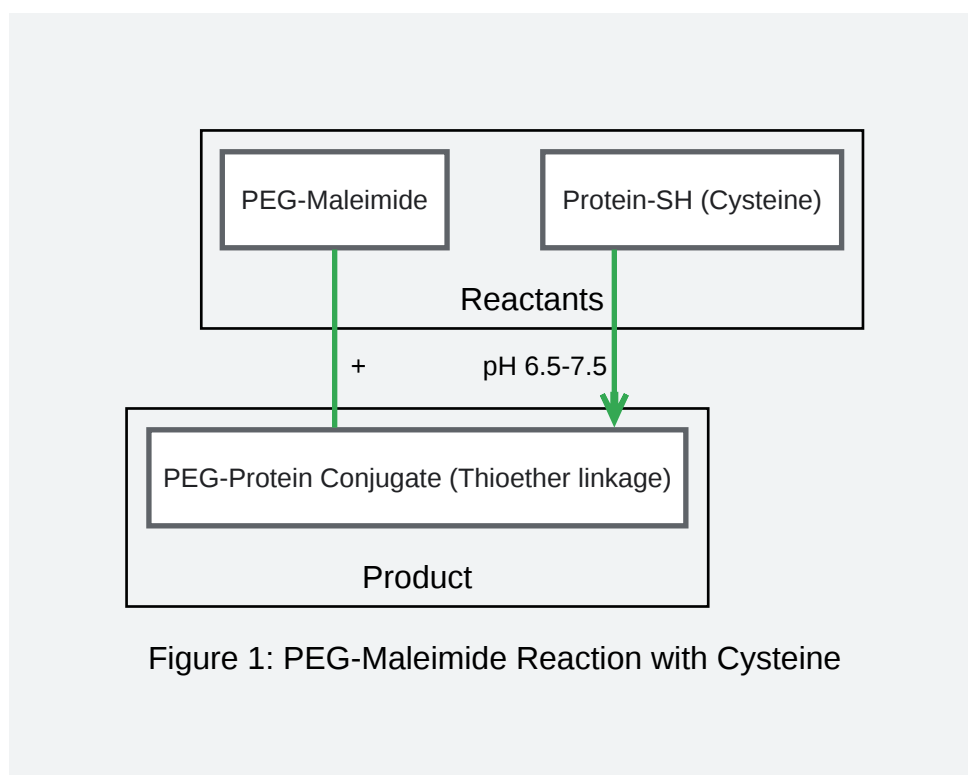 PEG-Maleimide
Protein-SH (Cysteine)
Reactants
+
pH 6.5-7.5
PEG-Protein Conjugate (Thioether linkage)
Product
Figure 1: PEG-Maleimide Reaction with Cysteine